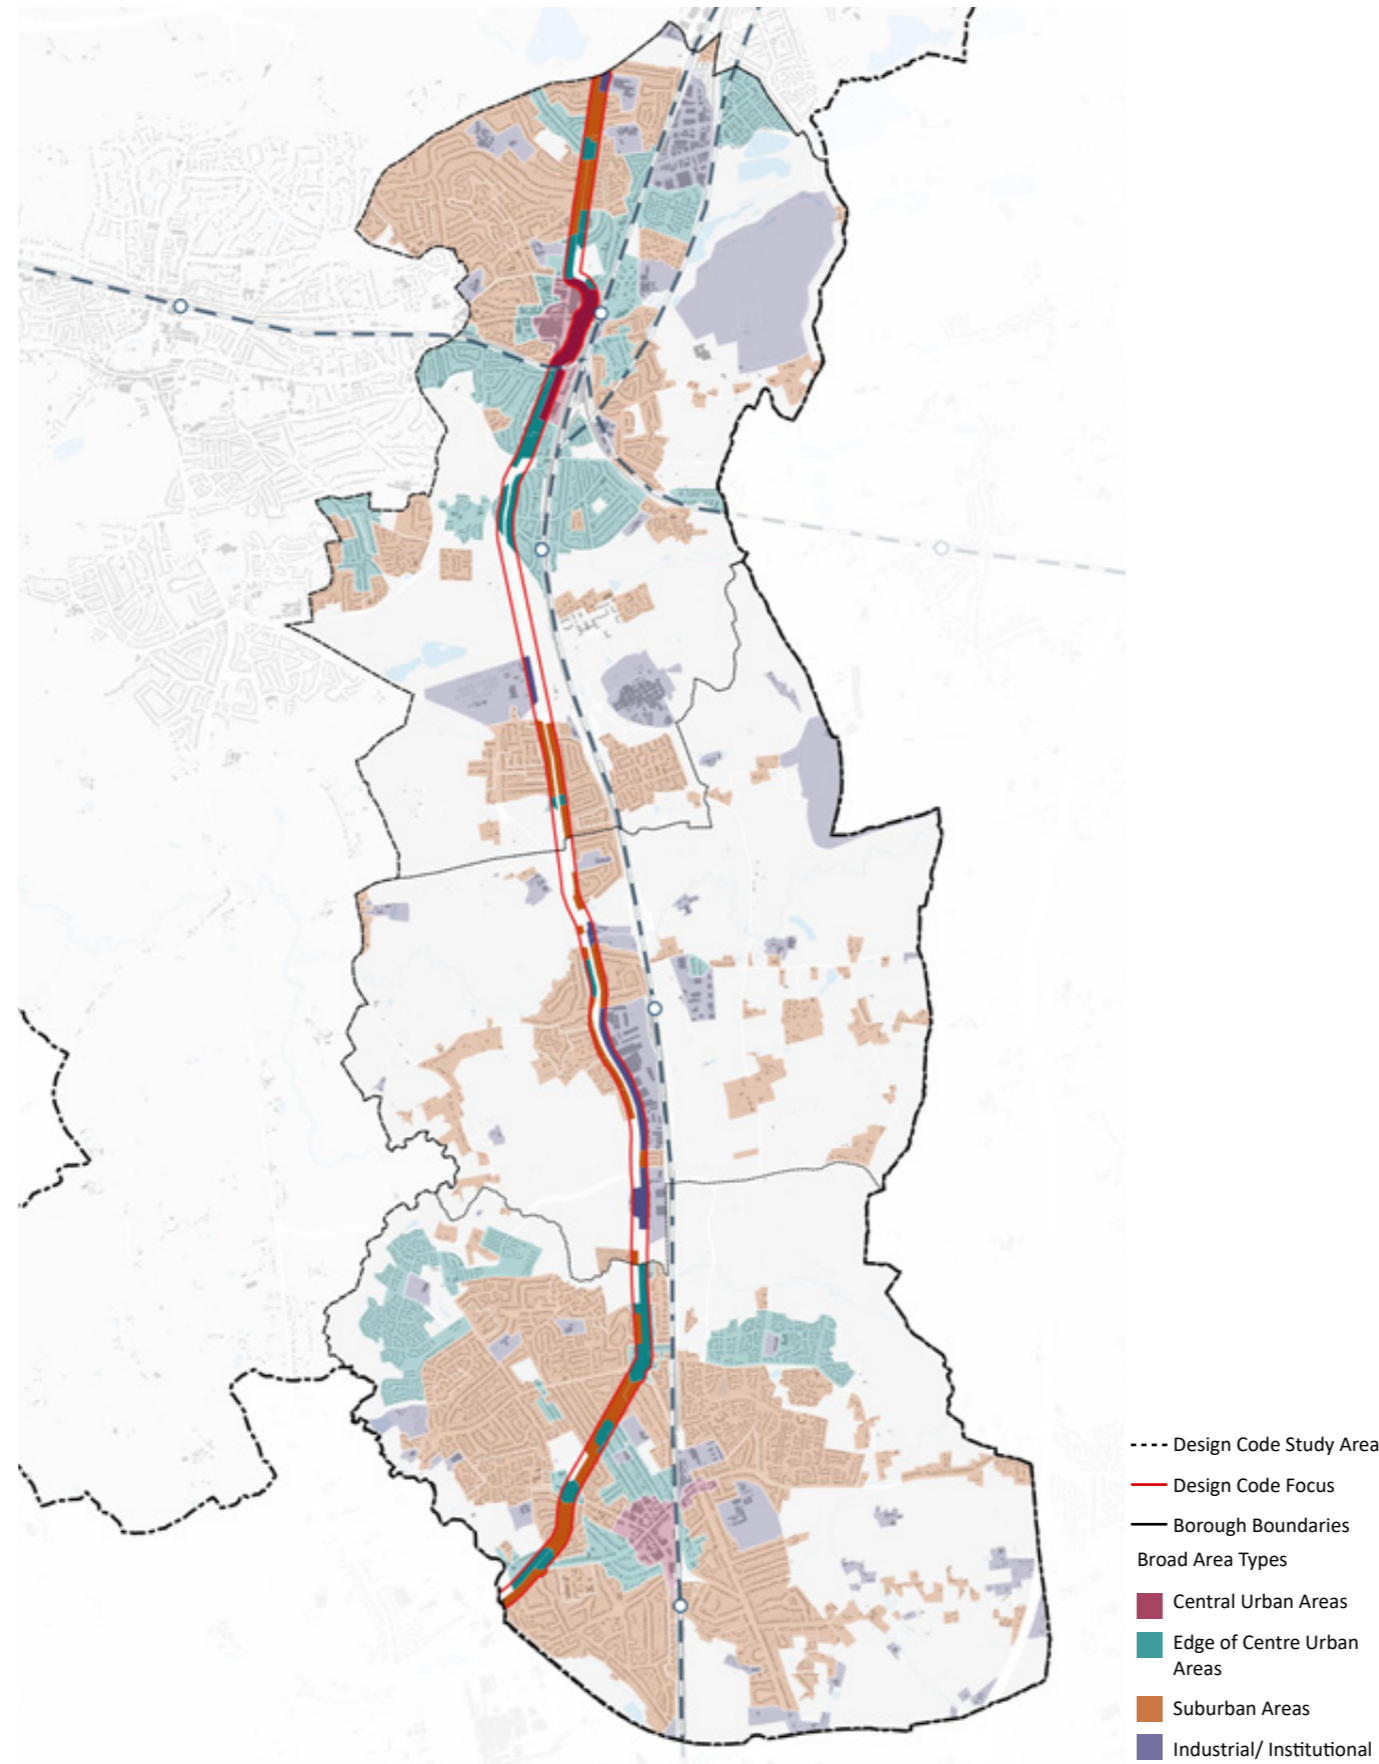 Design Code Study Area
Design Code Focus
Borough Boundaries
Broad Area Types
Central Urban Areas
Edge of Centre Urban
Areas
Suburban Areas
Industrial/ Institutional